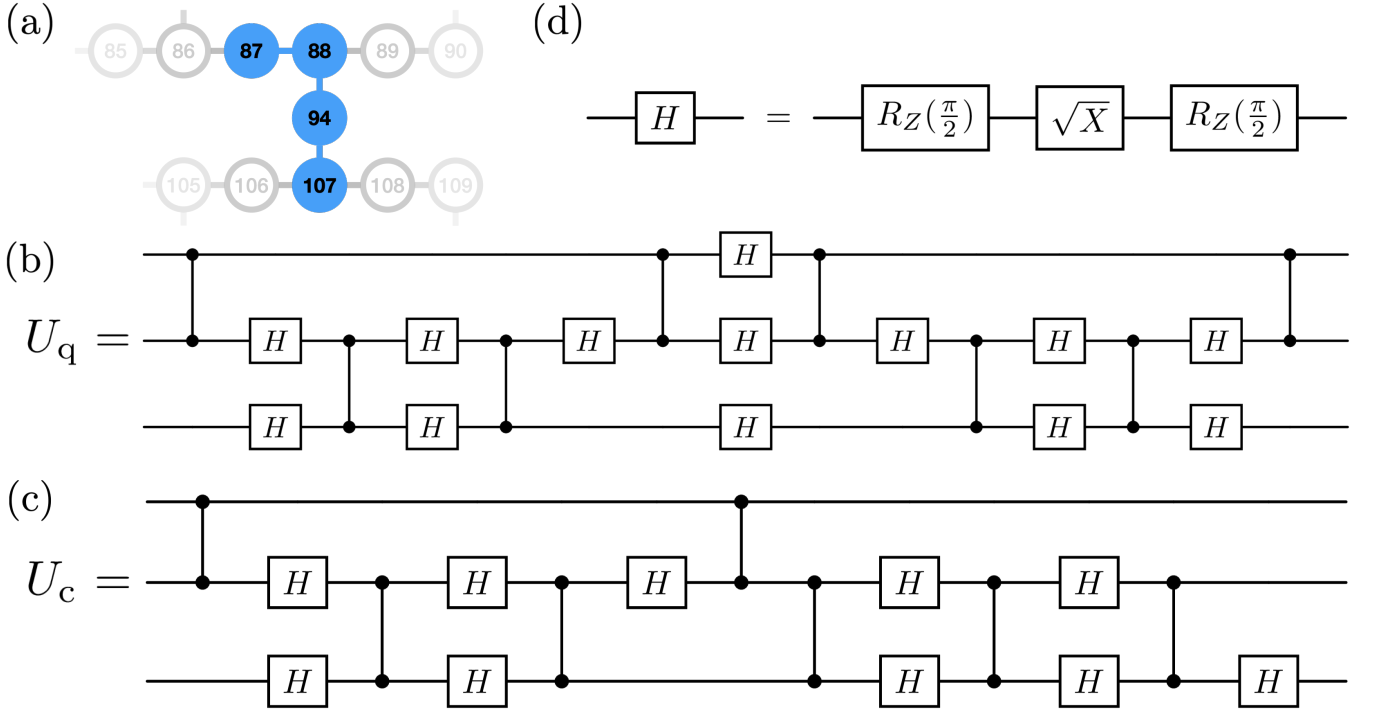 (a)
85 86 87 88 89 90
94
105 106 107 108 109
(d)
H = R_Z(π/2) √X R_Z(π/2)
(b)
H
U_q = H H H H H H H
H H H H H
(c)
U_c = H H H H H
H H H H H